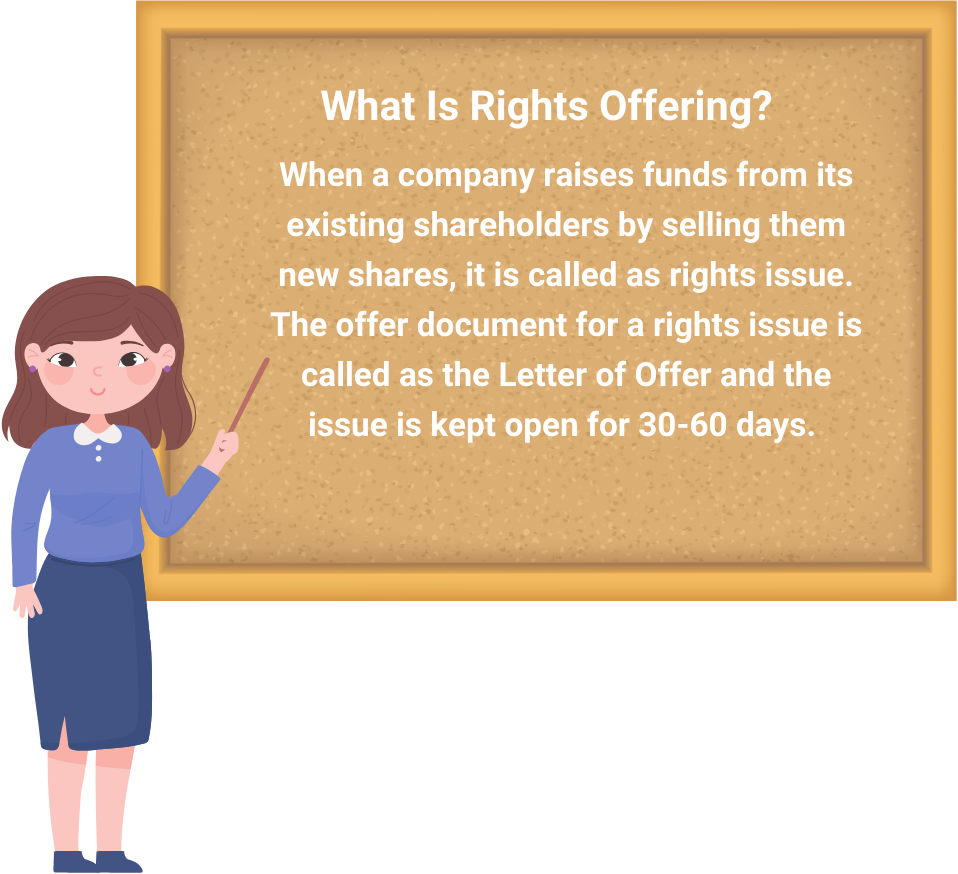 What Is Rights Offering?
When a company raises funds from its
existing shareholders by selling them
new shares, it is called as rights issue.
The offer document for a rights issue is
called as the Letter of Offer and the
issue is kept open for 30-60 days.